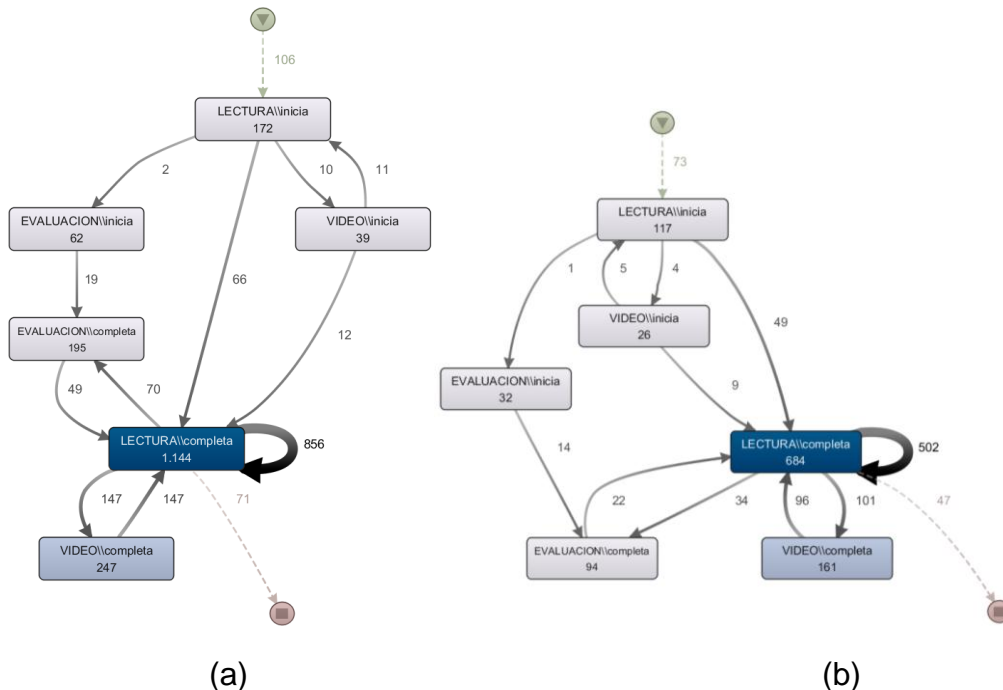 106
LECTURA\\inicia
172
2
10
11
EVALUACION\\inicia
62
VIDEO\\inicia
39
19
66
12
EVALUACION\\completa
195
49
70
LECTURA\\completa
1.144
856
147
147
71
VIDEO\\completa
247
(a)
73
LECTURA\\inicia
117
1
5
4
49
VIDEO\\inicia
26
9
EVALUACION\\inicia
32
14
LECTURA\\completa
684
502
22
34
96
101
47
EVALUACION\\completa
94
VIDEO\\completa
161
(b)